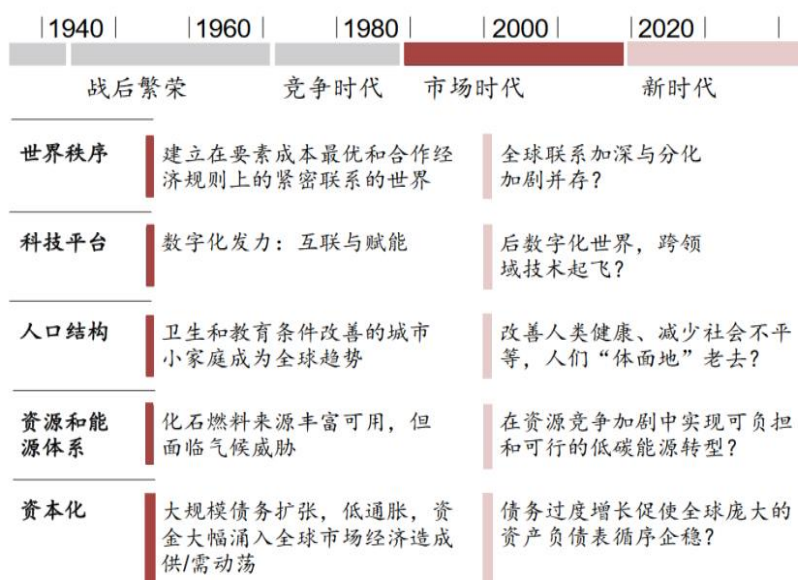 1940 1960 1980 2000 2020
战后繁荣 竞争时代 市场时代 新时代
世界秩序
建立在要素成本最优和合作经
济规则上的紧密联系的世界
全球联系加深与分化
加剧并存？
科技平台
数字化发力：互联与赋能
后数字化世界，跨领
域技术起飞？
人口结构
卫生和教育条件改善的城市
小家庭成为全球趋势
改善人类健康、减少社会不平
等，人们“体面地”老去？
资源和能
源体系
化石燃料来源丰富可用，但
面临气候威胁
在资源竞争加剧中实现可负担
和可行的低碳能源转型？
资本化
大规模债务扩张，低通胀，资
金大幅涌入全球市场经济造成
供/需动荡
债务过度增长促使全球庞大的
资产负债表循序企稳？